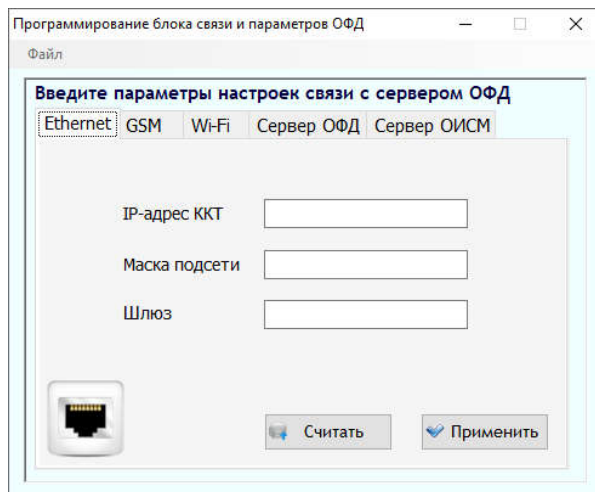 Программирование блока связи и параметров ОФД
Файл
Введите параметры настроек связи с сервером ОФД
Ethernet GSM Wi-Fi Сервер ОФД Сервер ОИСМ
IP-адрес ККТ
Маска подсети
Шлюз
Считать Применить